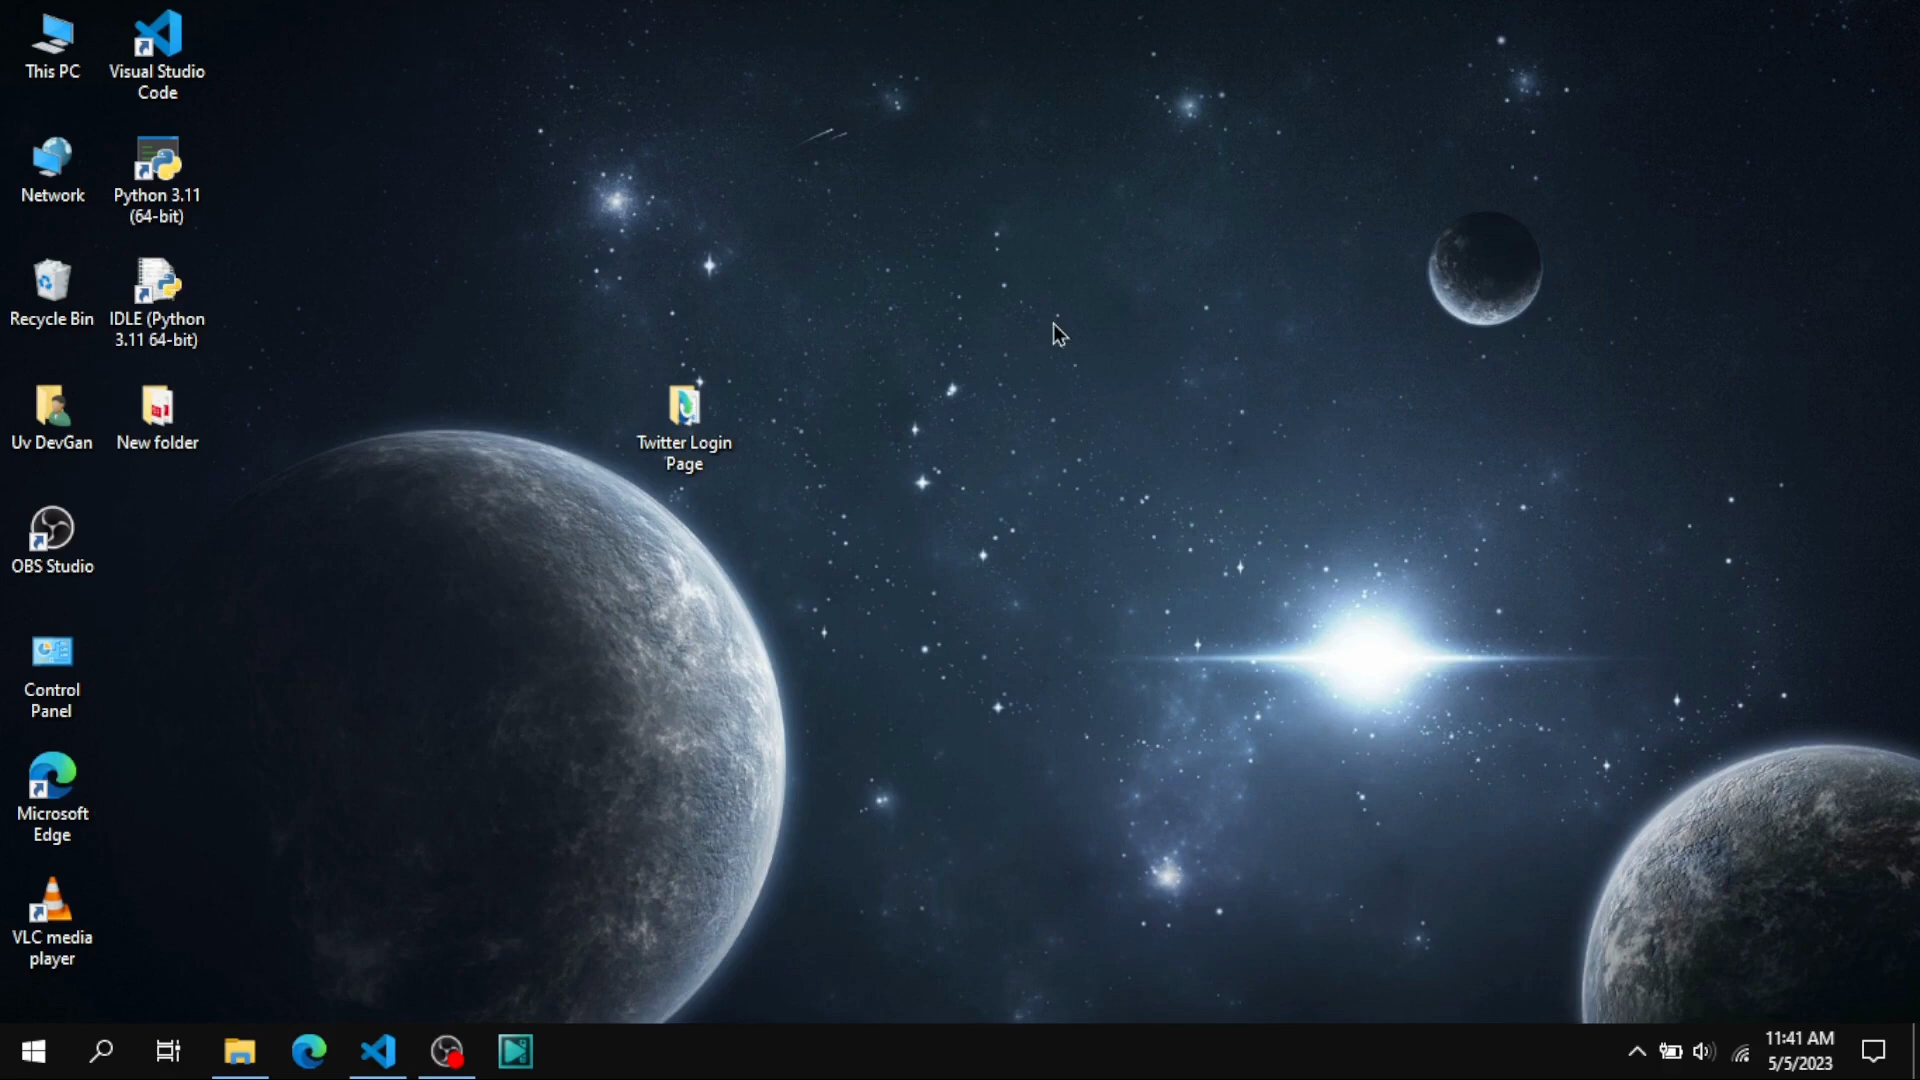 This PC
Visual Studio
Code
Network
Python 3.11
(64-bit)
Recycle Bin
IDLE (Python
3.11 64-bit)
Uv DevGan
New folder
Twitter Login
Page
OBS Studio
Control
Panel
Microsoft
Edge
VLC media
player
11:41 AM
5/5/2023